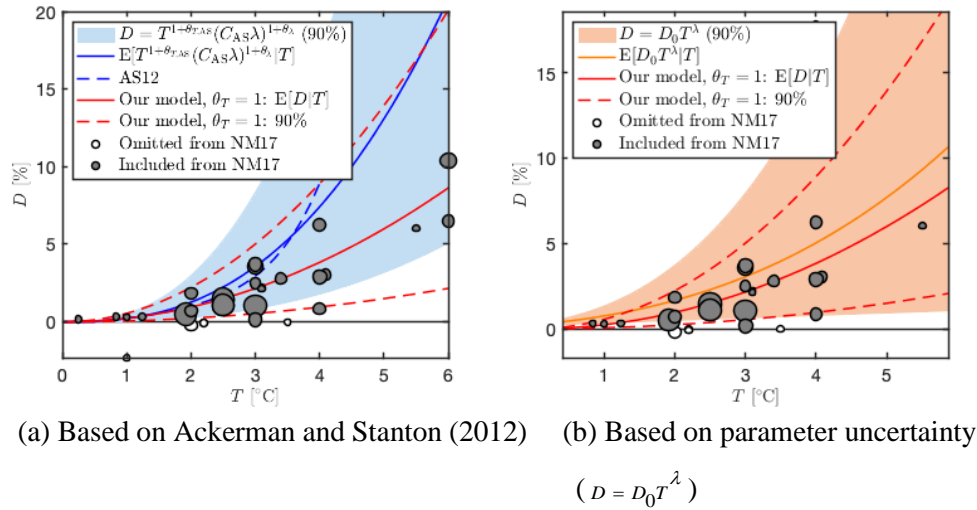 20
15
10
5
0
D [%]
D = T^{1+θ_{T,AS}}(C_{AS}λ)^{1+θ_λ} (90%)
E[T^{1+θ_{T,AS}}(C_{AS}λ)^{1+θ_λ}|T]
AS12
Our model, θ_T = 1: E[D|T]
Our model, θ_T = 1: 90%
Omitted from NM17
Included from NM17
0 1 2 3 4 5 6
T [°C]
(a) Based on Ackerman and Stanton (2012)
15
10
5
0
D [%]
D = D_0T^λ (90%)
E[D_0T^λ|T]
Our model, θ_T = 1: E[D|T]
Our model, θ_T = 1: 90%
Omitted from NM17
Included from NM17
1 2 3 4 5
T [°C]
(b) Based on parameter uncertainty
( D = D_0T^λ )